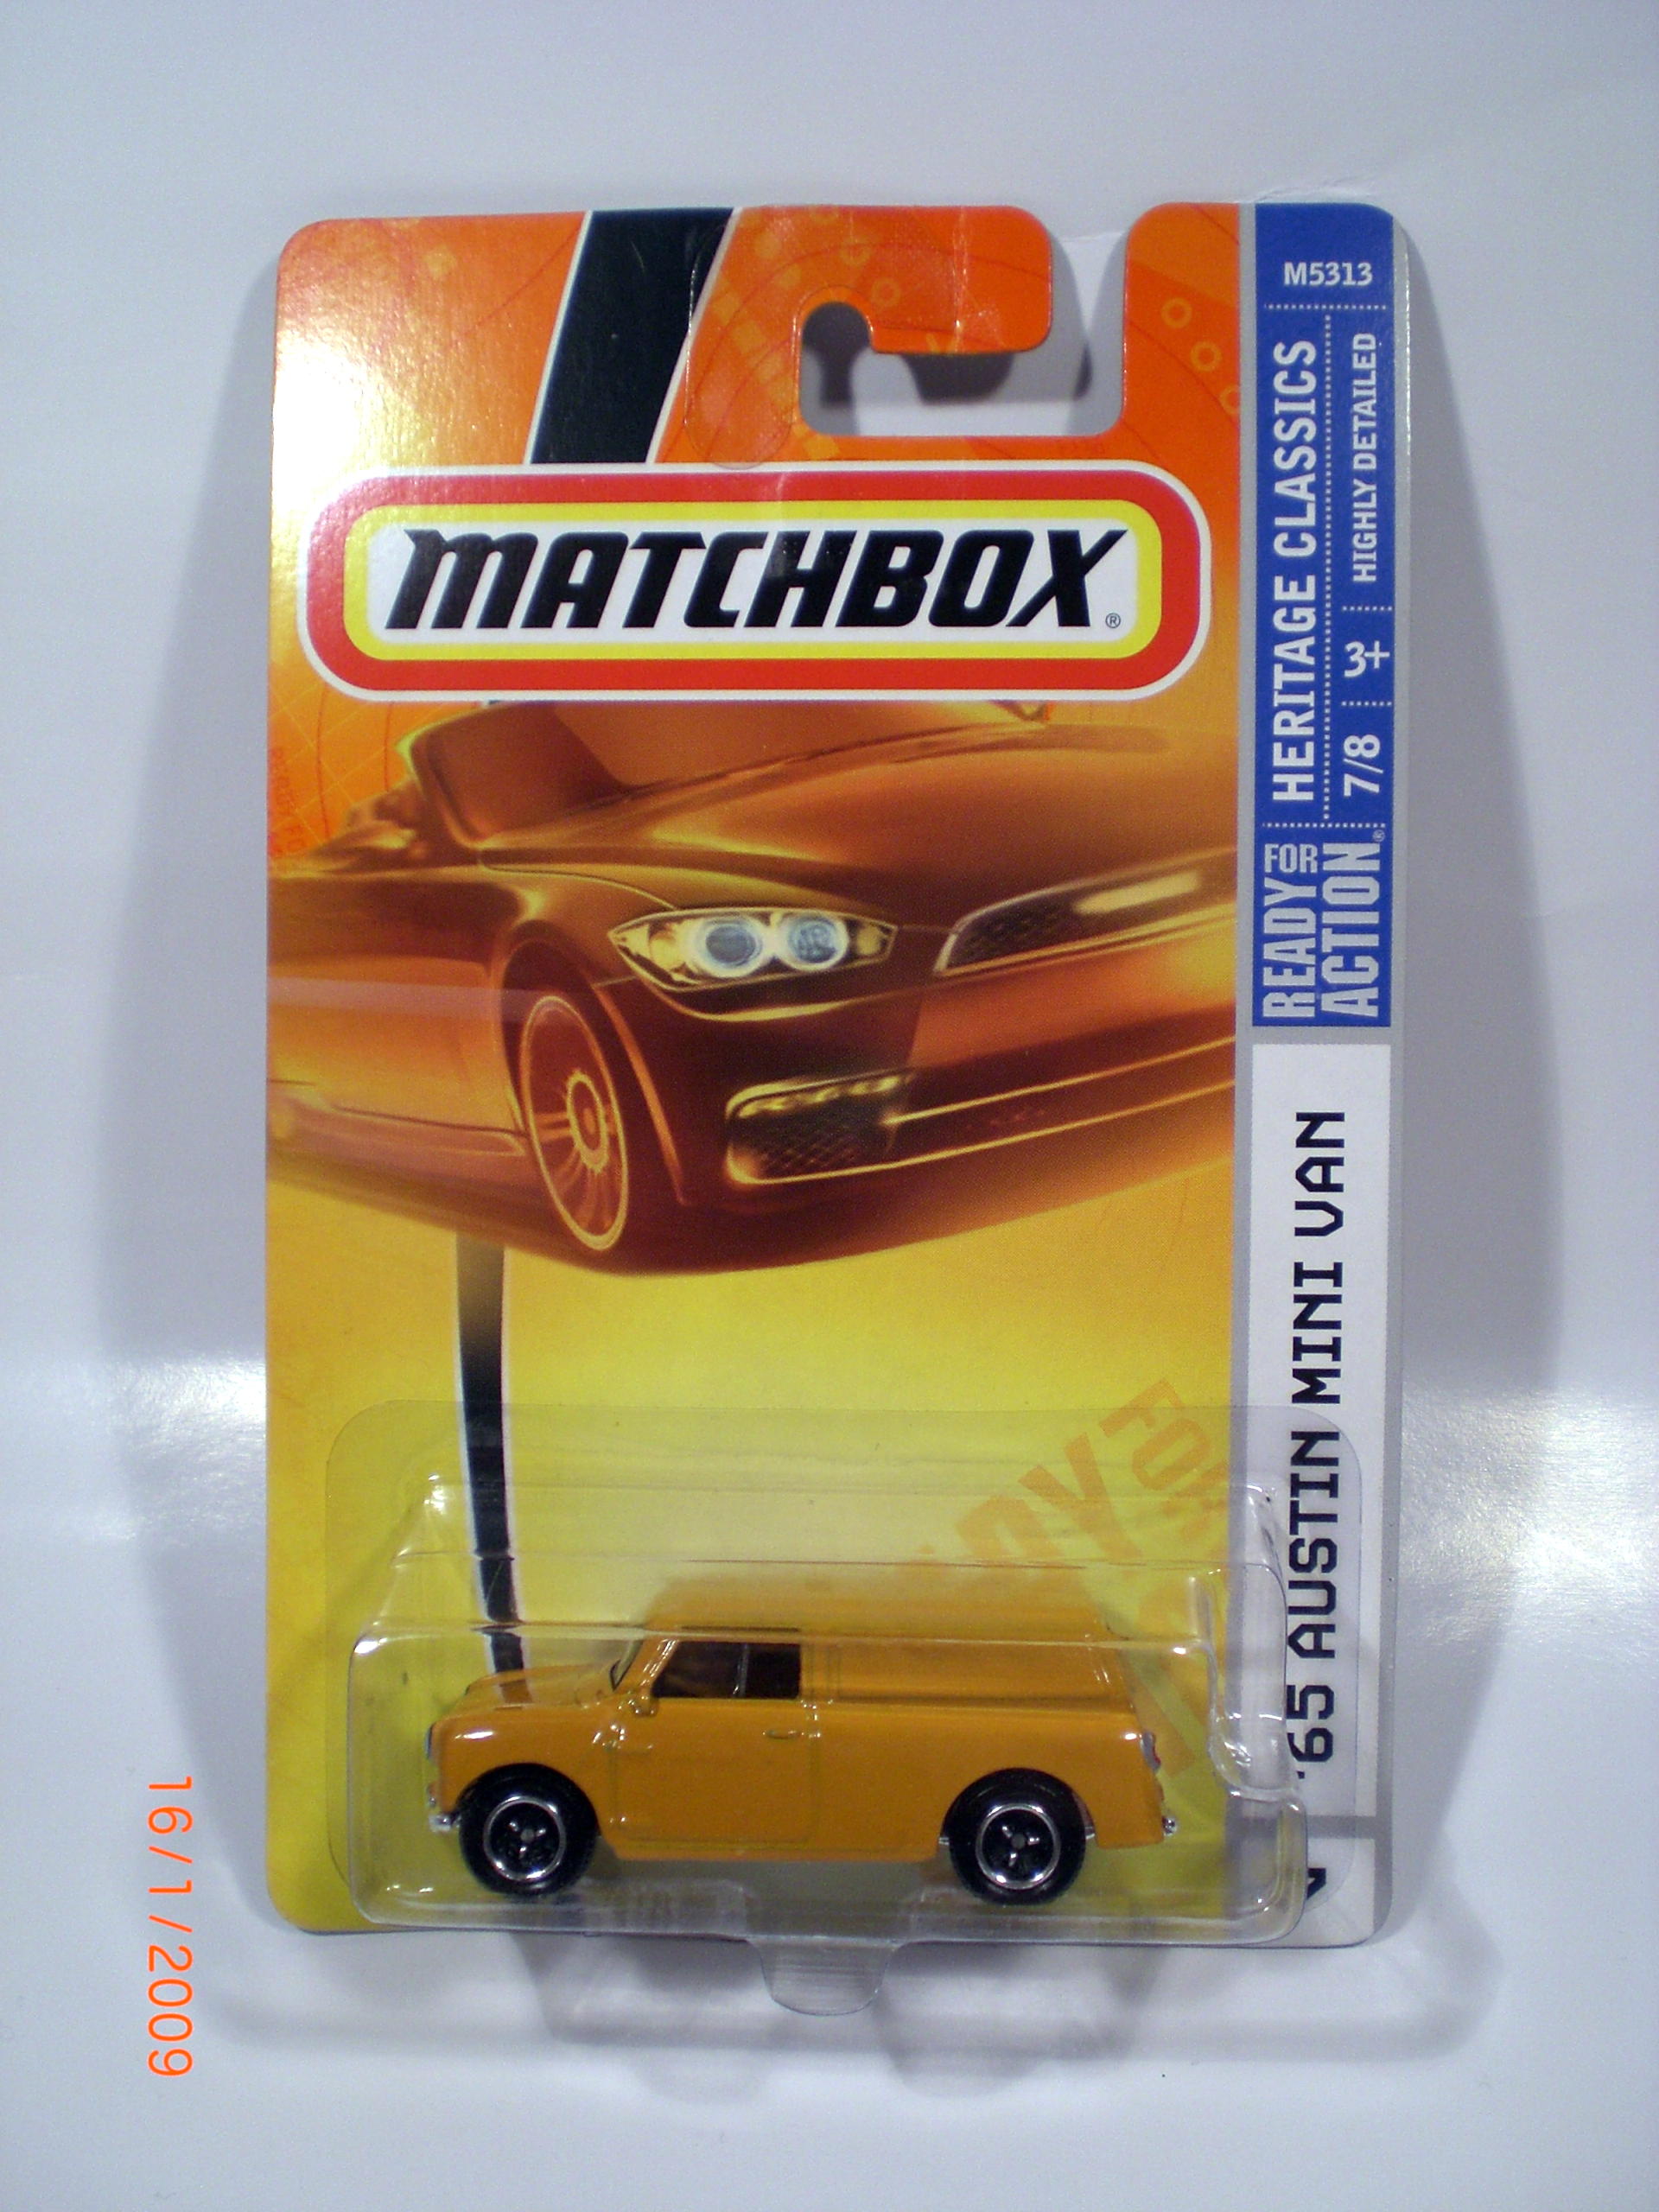 MATCHBOX®
M5313
HERITAGE CLASSICS
HIGHLY DETAILED
3+
7/8
READY FOR ACTION®
'65 AUSTIN MINI VAN
FOR
16/1/2009